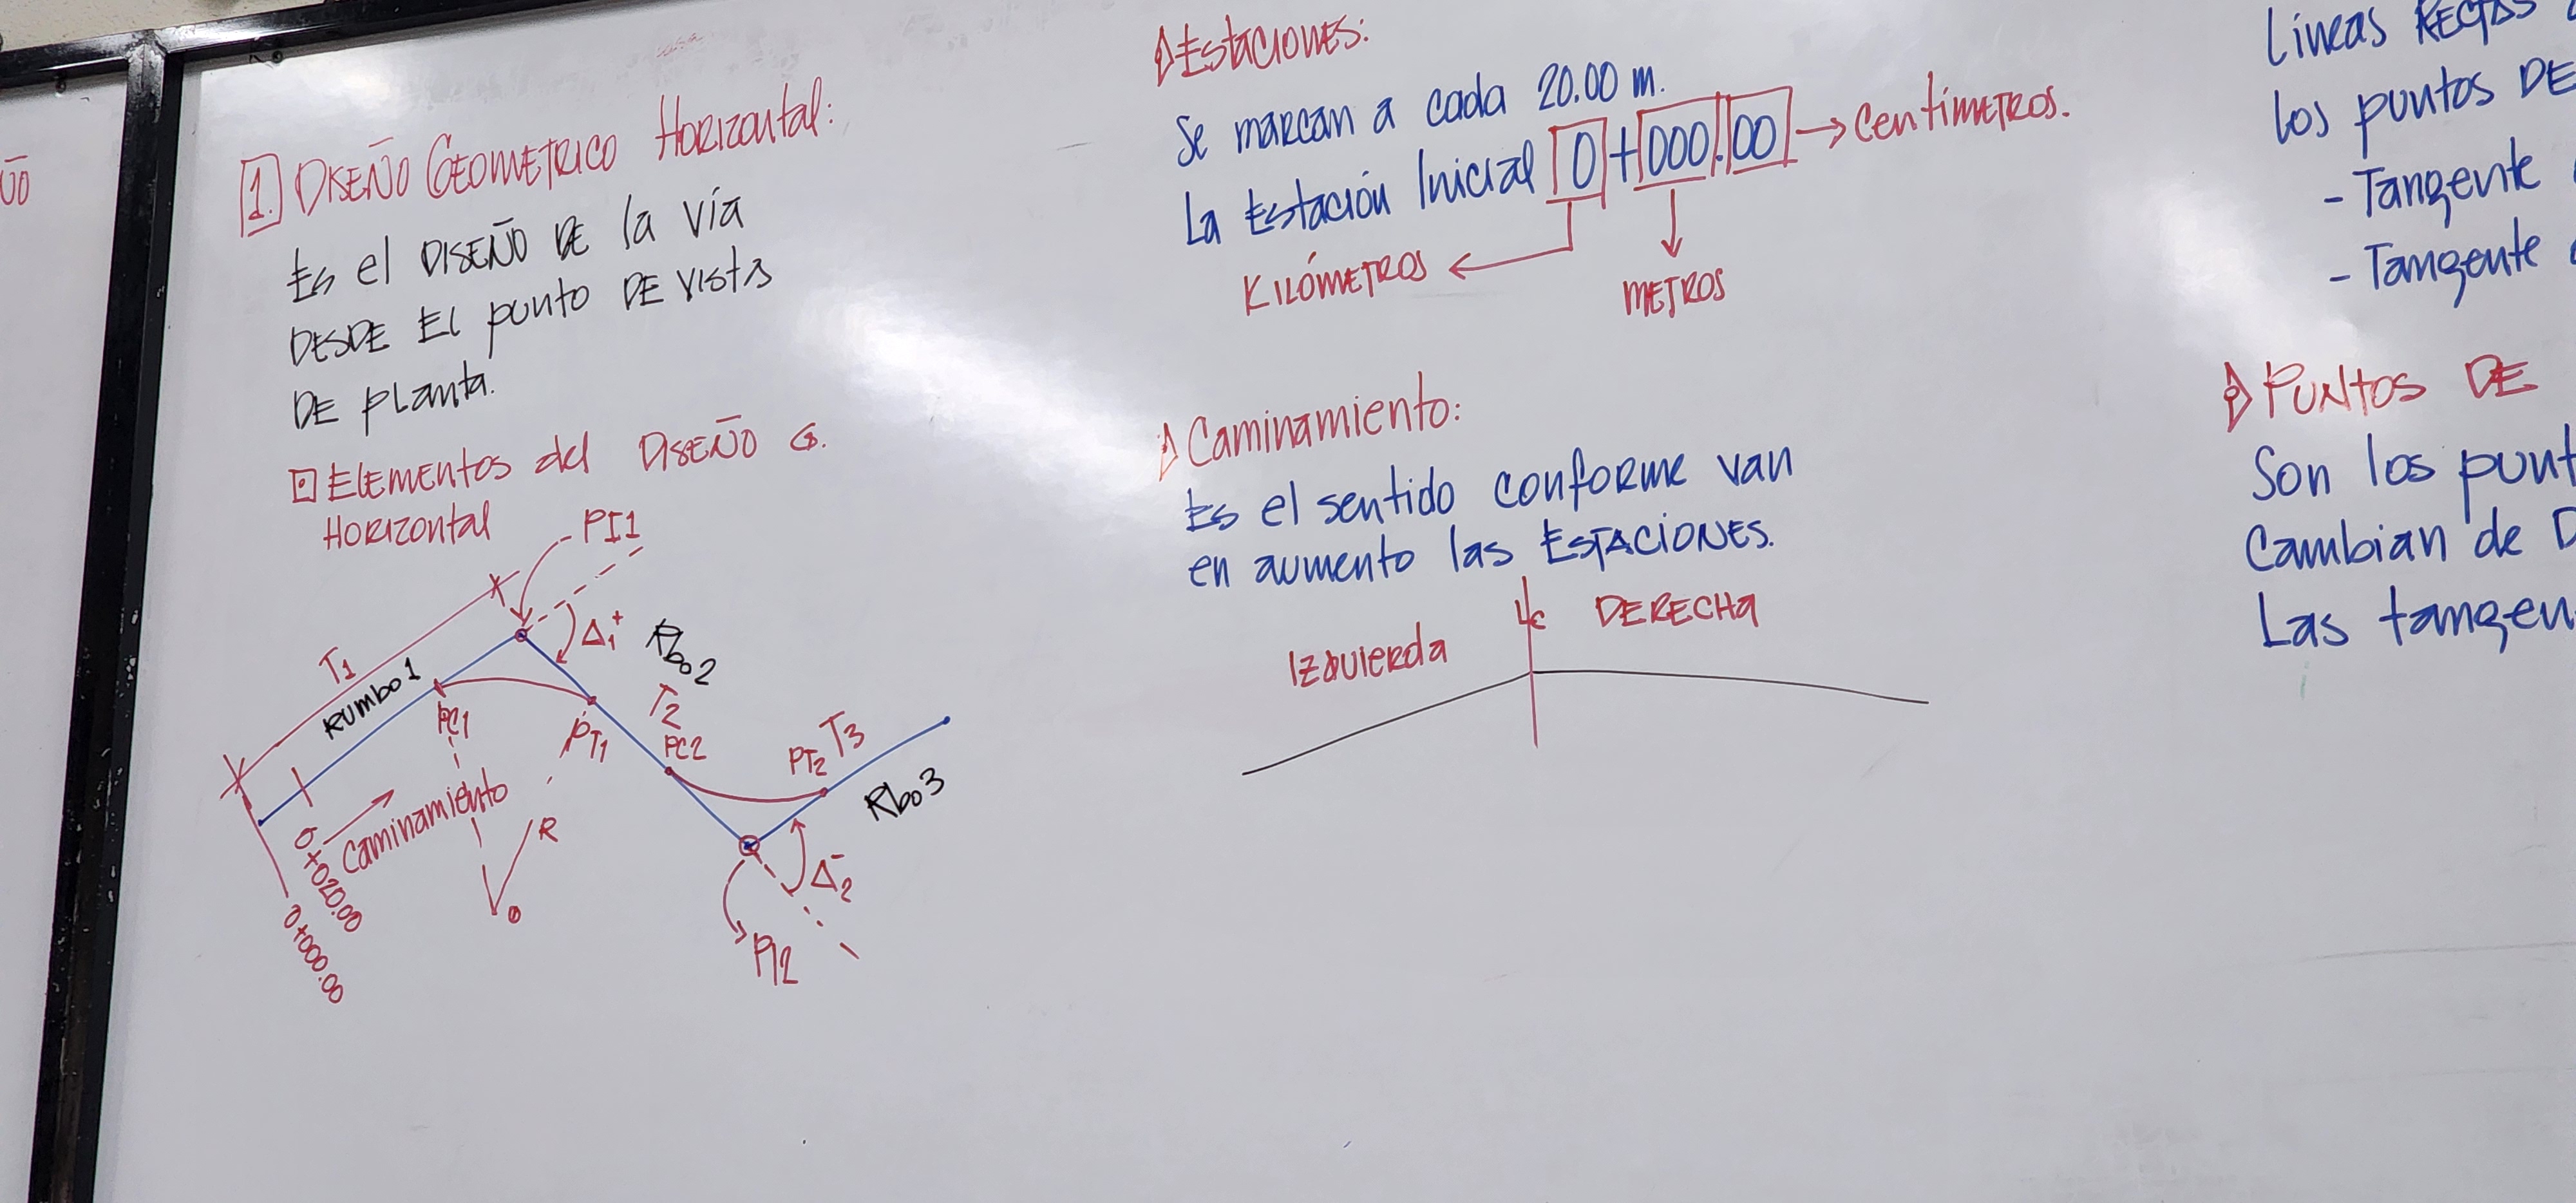 ÑO
1. DISEÑO GEOMETRICO Horizontal:
Es el DISEÑO DE la Vía
DESDE El punto DE vista
DE planta.
Elementos del DISEÑO G.
HORIZONTAL
PI1
T1
Rumbo 1
Δ1+
Rbo 2
T2
PC1
PT1
PC2
PT2 T3
Rbo 3
Caminamiento
0+020.00
0+000.00
R
Δ2-
PI2
Estaciones:
Se marcan a cada 20.00 m.
La Estación Inicial 0+000.00 → Centímetros.
KILÓMETROS
METROS
Caminamiento:
Es el sentido conforme van
en aumento las ESTACIONES.
Izquierda
DERECHA
Líneas RECTAS
los puntos DE
- Tangente
- Tangente
PUNTOS DE
Son los punt
Cambian de D
Las tangen